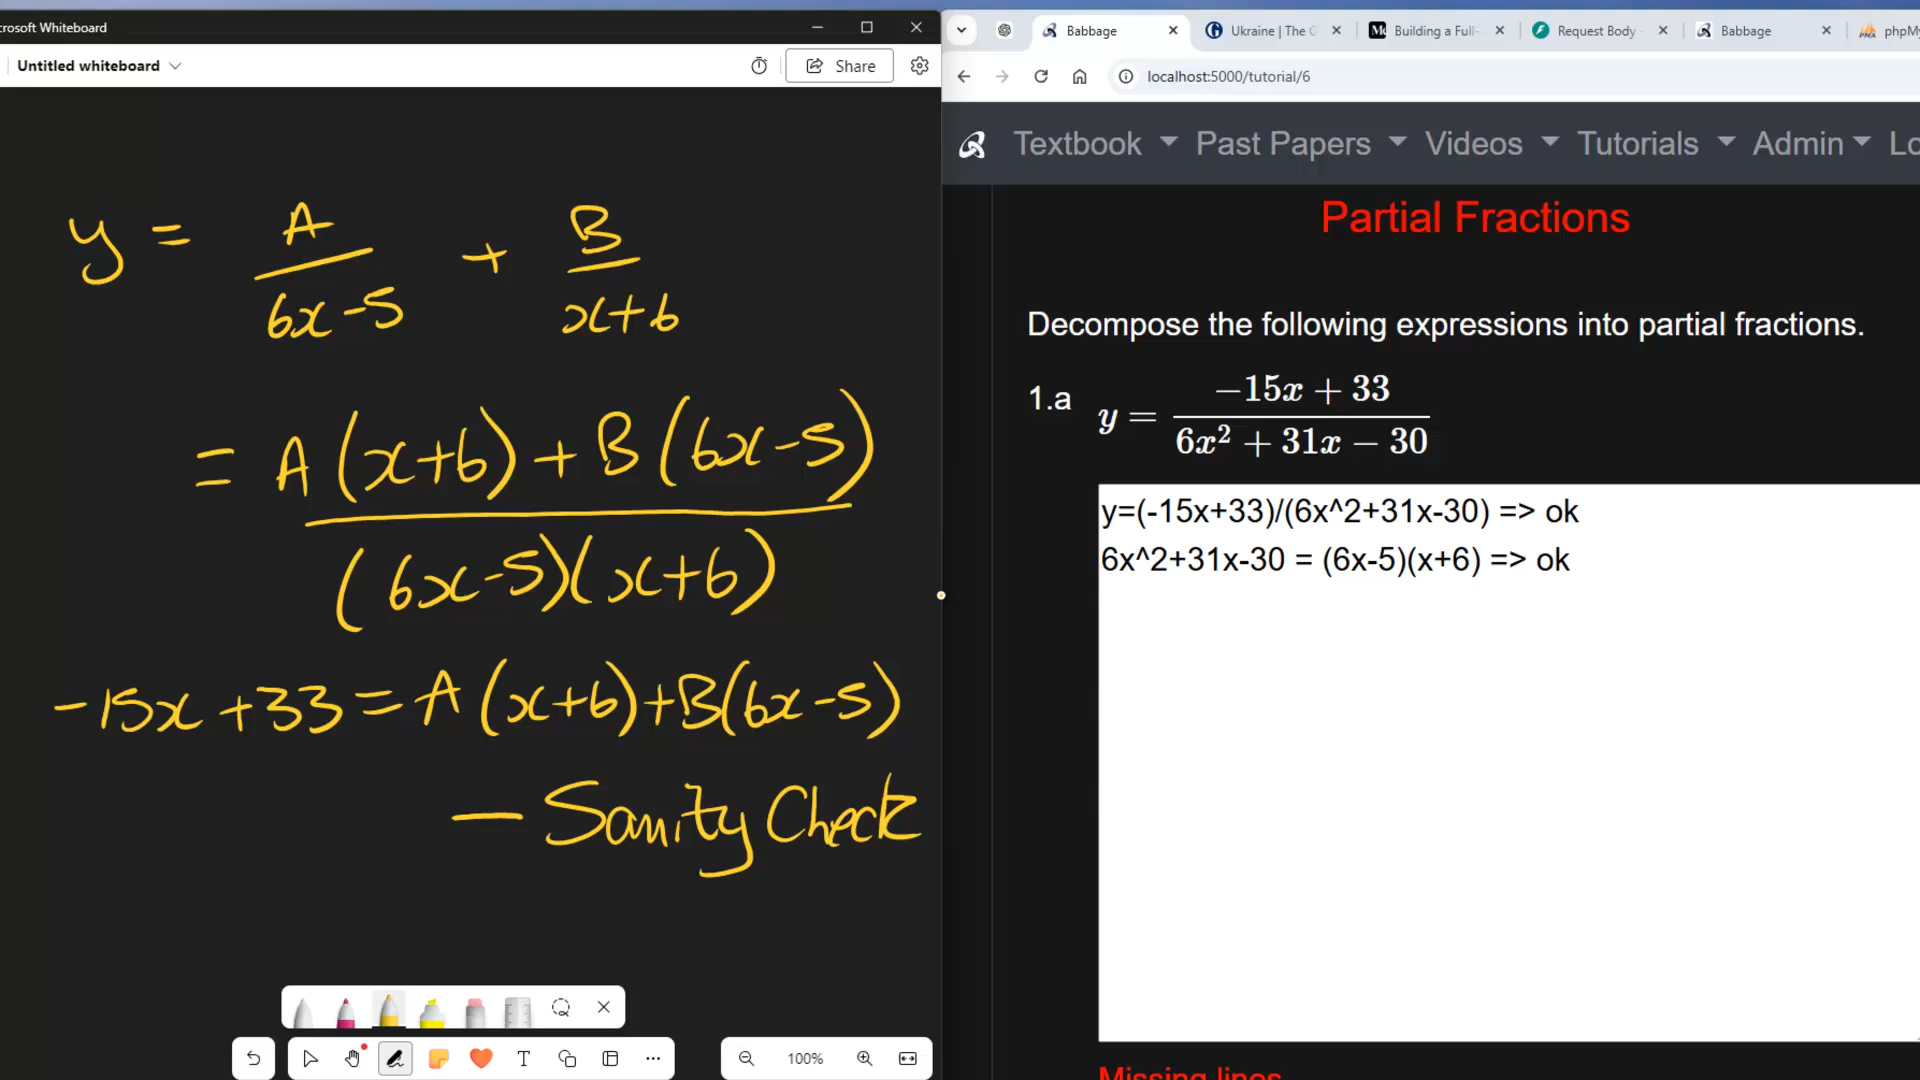 crosoft Whiteboard
Untitled whiteboard
Share
y = A/(6x-5) + B/(x+6)
= (A(x+6)+B(6x-5))/((6x-5)(x+6))
-15x+33=A(x+6)+B(6x-5)
— Sanity Check
100%
Babbage
Ukraine | The G
Building a Full-
Request Body
Babbage
phpMy
localhost:5000/tutorial/6
Textbook Past Papers Videos Tutorials Admin Lo
Partial Fractions
Decompose the following expressions into partial fractions.
1.a y = (−15x + 33)/(6x² + 31x − 30)
y=(-15x+33)/(6x^2+31x-30) => ok
6x^2+31x-30 = (6x-5)(x+6) => ok
Missing lines